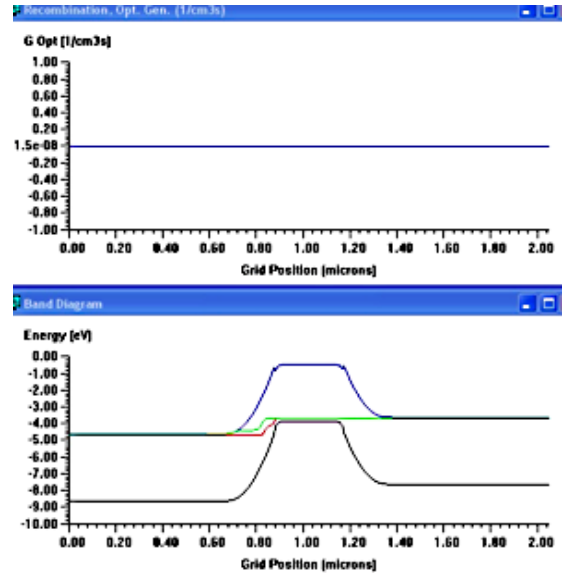 Recombination, Opt. Gen. (1/cm3s)
G Opt [1/cm3s]
1.00
0.80
0.60
0.40
0.20
1.5e-08
-0.20
-0.40
-0.60
-0.80
-1.00
0.00 0.20 0.40 0.60 0.80 1.00 1.20 1.40 1.60 1.80 2.00
Grid Position [microns]
Band Diagram
Energy [eV]
0.00
-1.00
-2.00
-3.00
-4.00
-5.00
-6.00
-7.00
-8.00
-9.00
-10.00
0.00 0.20 0.40 0.60 0.80 1.00 1.20 1.40 1.60 1.80 2.00
Grid Position [microns]